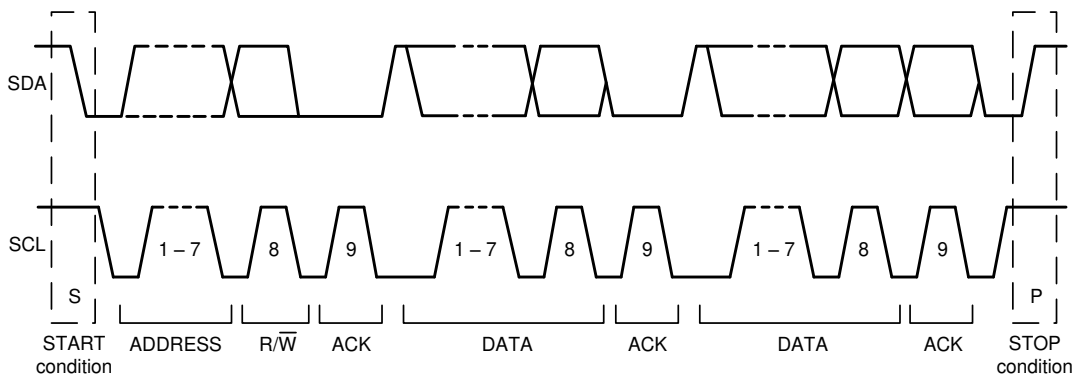 SDA
SCL
1 – 7
8
9
1 – 7
8
9
1 – 7
8
9
S
P
START
condition
ADDRESS
R/W̅
ACK
DATA
ACK
DATA
ACK
STOP
condition